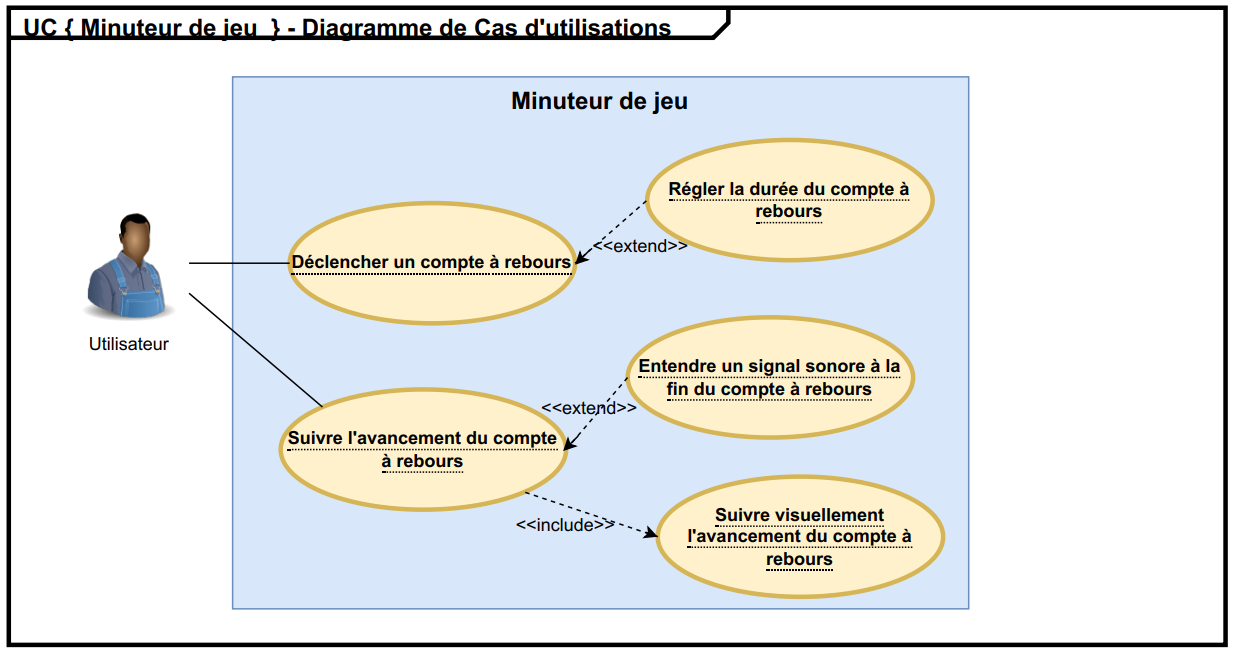 UC { Minuteur de jeu  } - Diagramme de Cas d'utilisations
Minuteur de jeu
Régler la durée du compte à
rebours
<<extend>>
Déclencher un compte à rebours
Utilisateur
Entendre un signal sonore à la
fin du compte à rebours
<<extend>>
Suivre l'avancement du compte
à rebours
<<include>>
Suivre visuellement
l'avancement du compte à
rebours